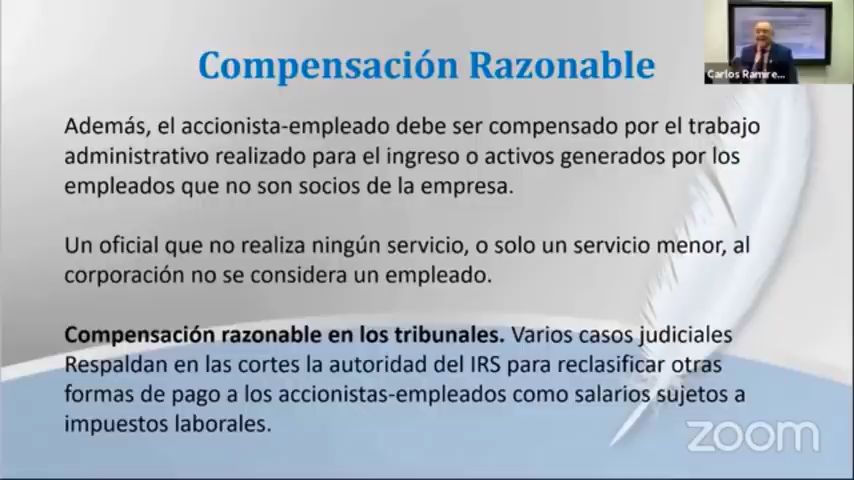 Compensación Razonable
Carlos Ramire...
Además, el accionista-empleado debe ser compensado por el trabajo
administrativo realizado para el ingreso o activos generados por los
empleados que no son socios de la empresa.
Un oficial que no realiza ningún servicio, o solo un servicio menor, al
corporación no se considera un empleado.
Compensación razonable en los tribunales. Varios casos judiciales
Respaldan en las cortes la autoridad del IRS para reclasificar otras
formas de pago a los accionistas-empleados como salarios sujetos a
impuestos laborales.
zoom